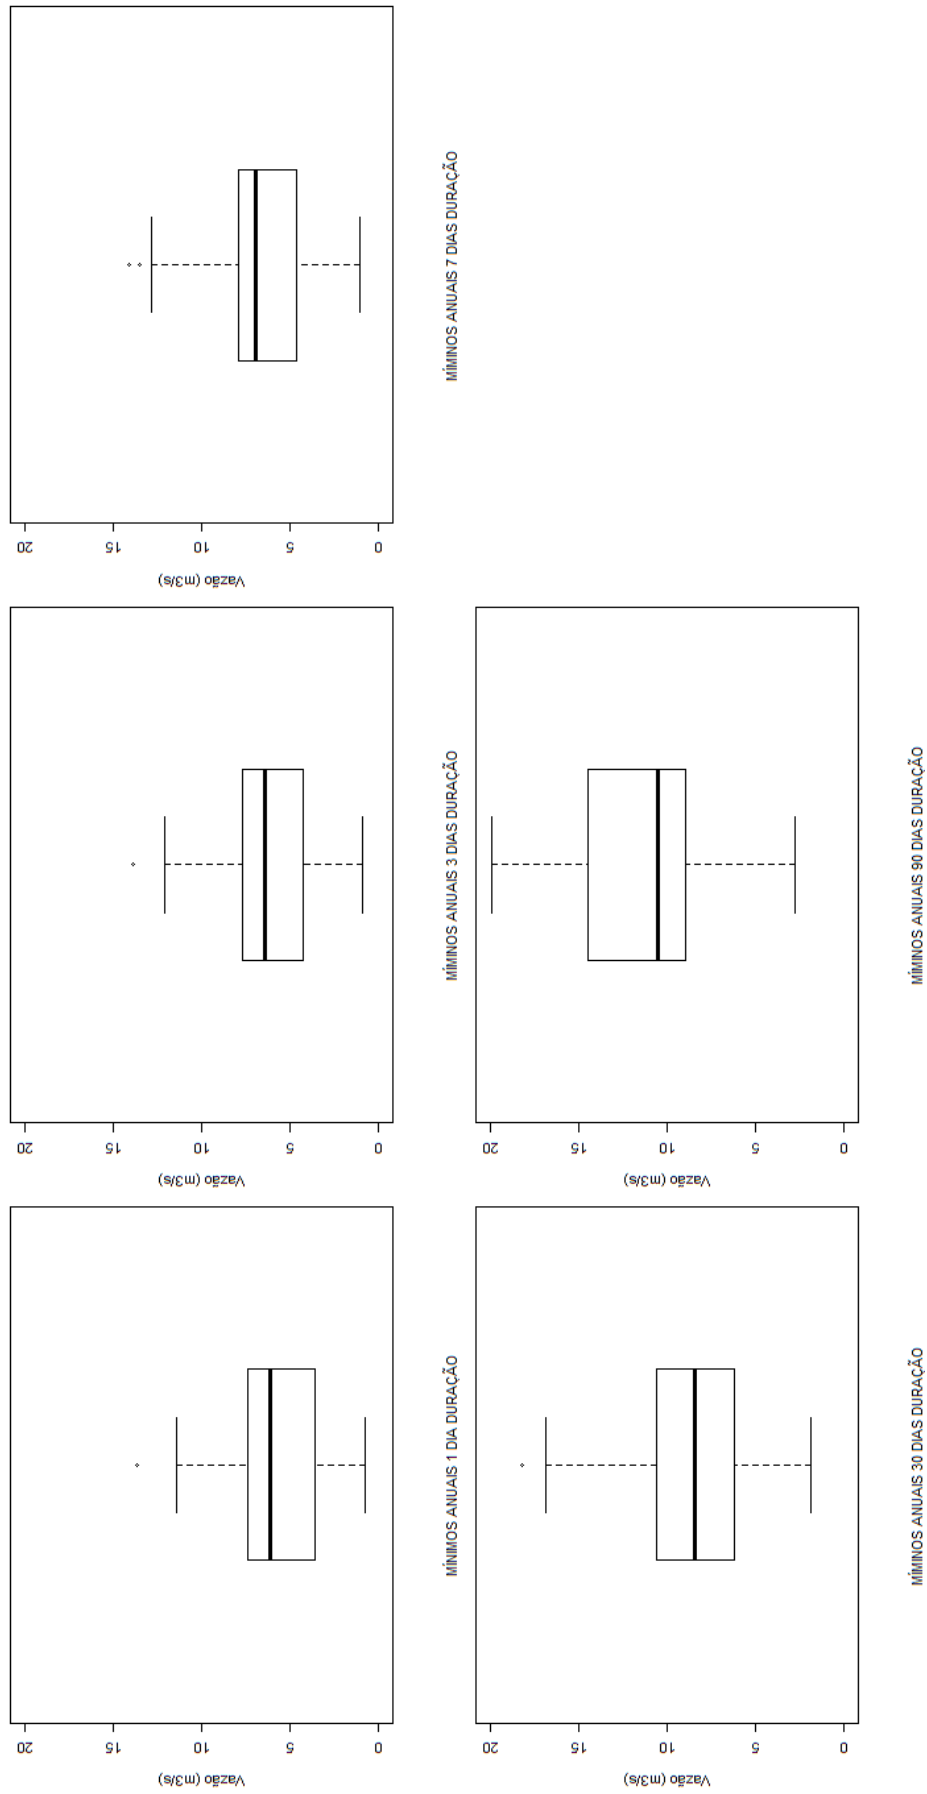 Vazão (m3/s)
20
15
10
5
0
MÍNIMOS ANUAIS 1 DIA DURAÇÃO
Vazão (m3/s)
20
15
10
5
0
MÍMINOS ANUAIS 3 DIAS DURAÇÃO
Vazão (m3/s)
20
15
10
5
0
MÍMINOS ANUAIS 7 DIAS DURAÇÃO
Vazão (m3/s)
20
15
10
5
0
MÍMINOS ANUAIS 30 DIAS DURAÇÃO
Vazão (m3/s)
20
15
10
5
0
MÍMINOS ANUAIS 90 DIAS DURAÇÃO